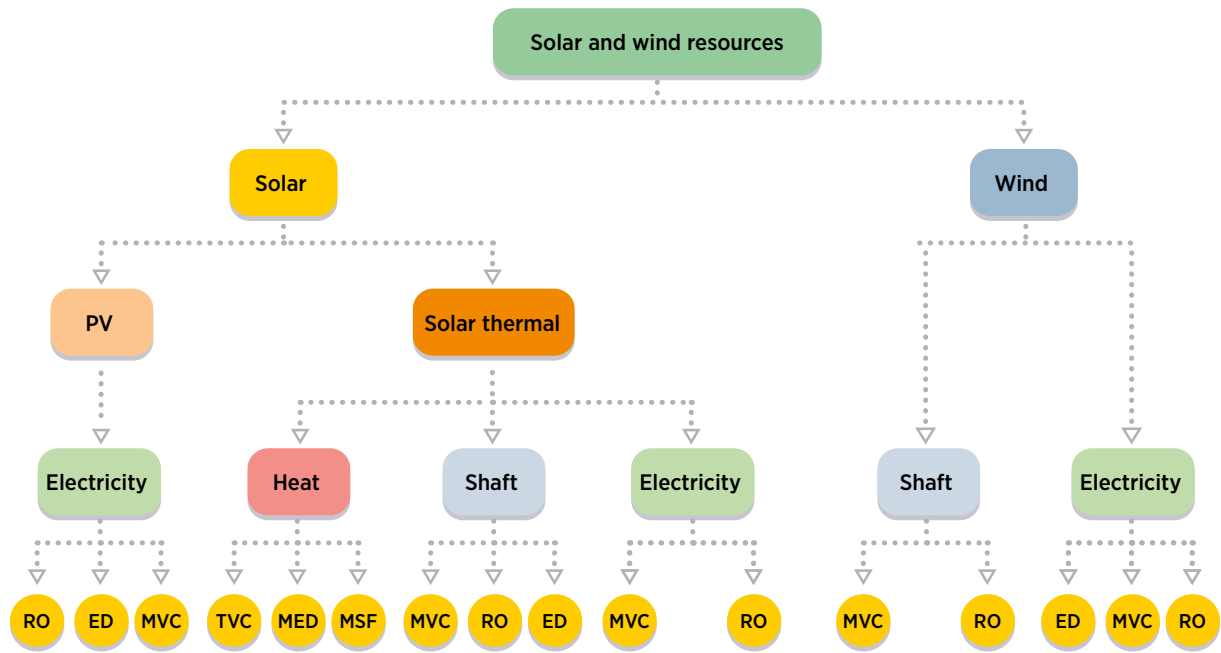 Solar and wind resources
Solar
Wind
PV
Solar thermal
Electricity
Heat
Shaft
Electricity
Shaft
Electricity
RO
ED
MVC
TVC
MED
MSF
MVC
RO
ED
MVC
RO
MVC
RO
ED
MVC
RO